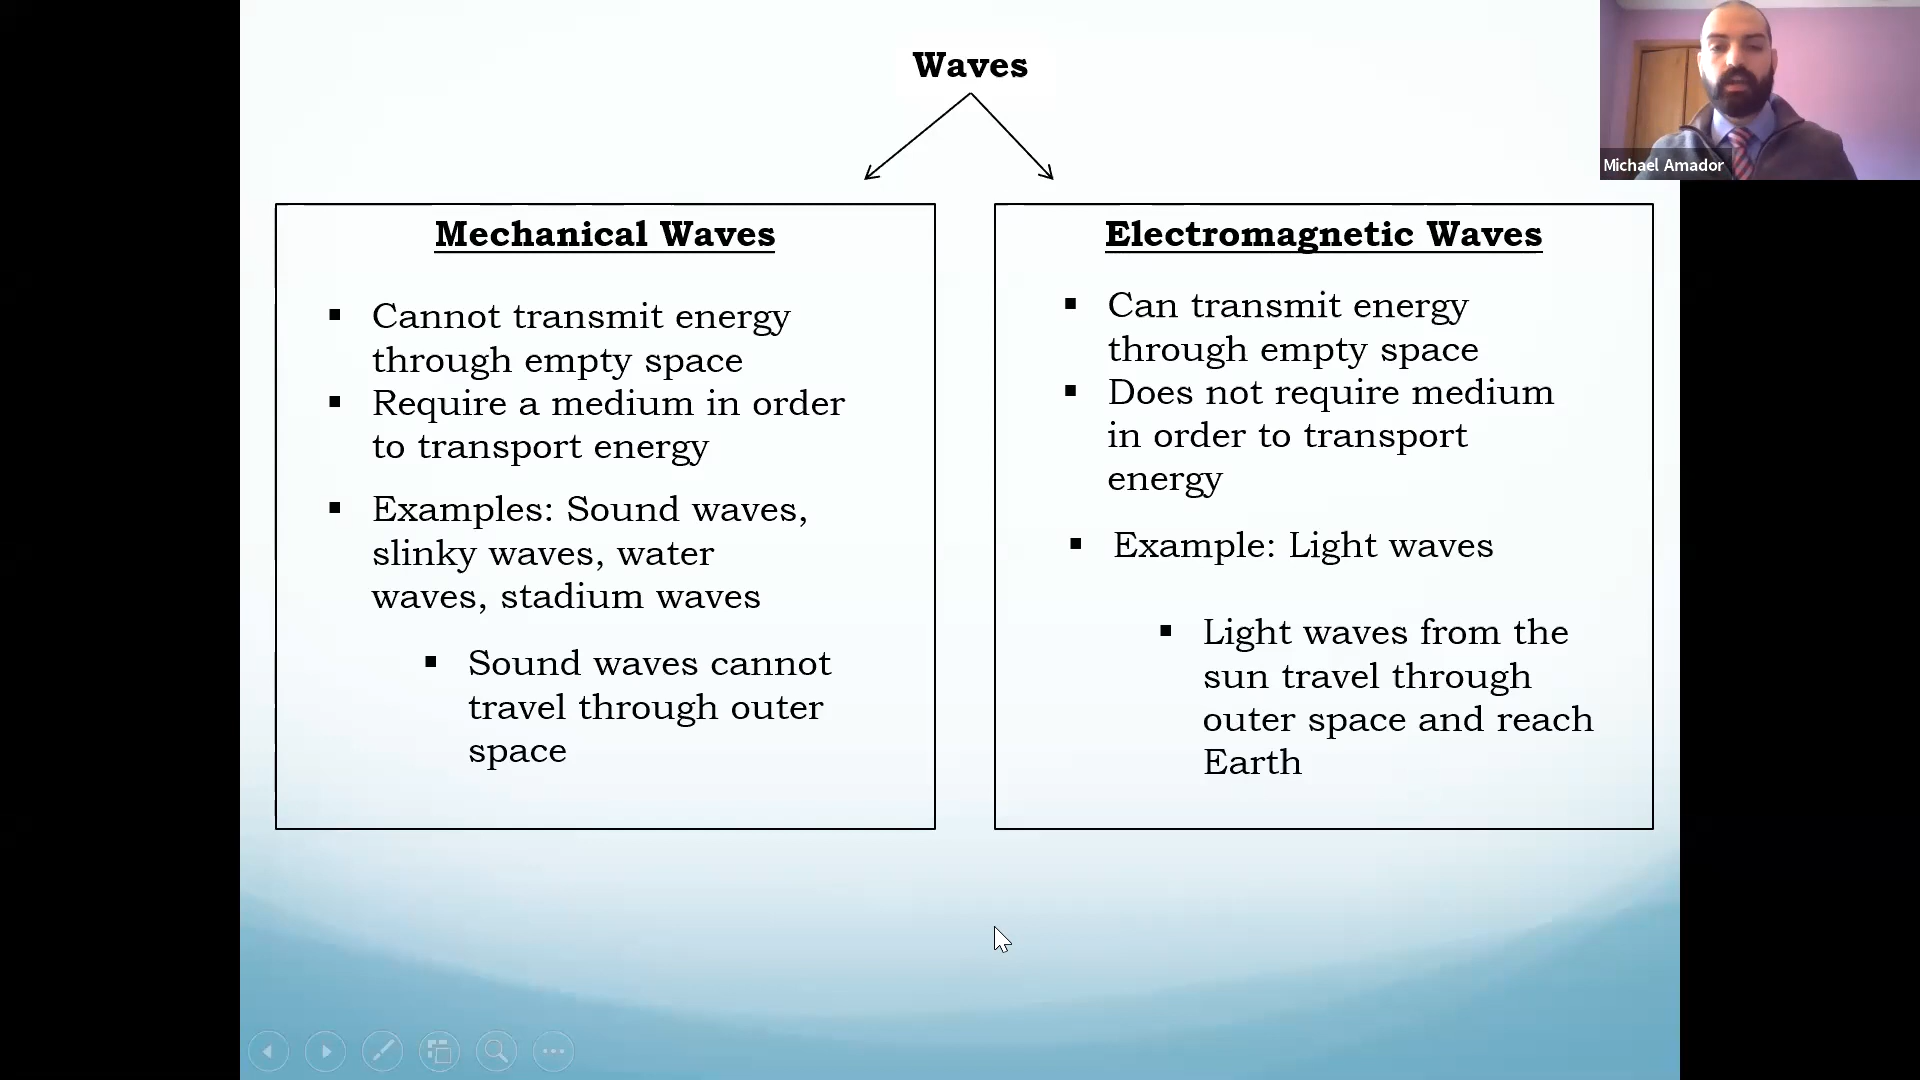 Waves
Michael Amador
Mechanical Waves
▪ Cannot transmit energy
through empty space
▪ Require a medium in order
to transport energy
▪ Examples: Sound waves,
slinky waves, water
waves, stadium waves
▪ Sound waves cannot
travel through outer
space
Electromagnetic Waves
▪ Can transmit energy
through empty space
▪ Does not require medium
in order to transport
energy
▪ Example: Light waves
▪ Light waves from the
sun travel through
outer space and reach
Earth